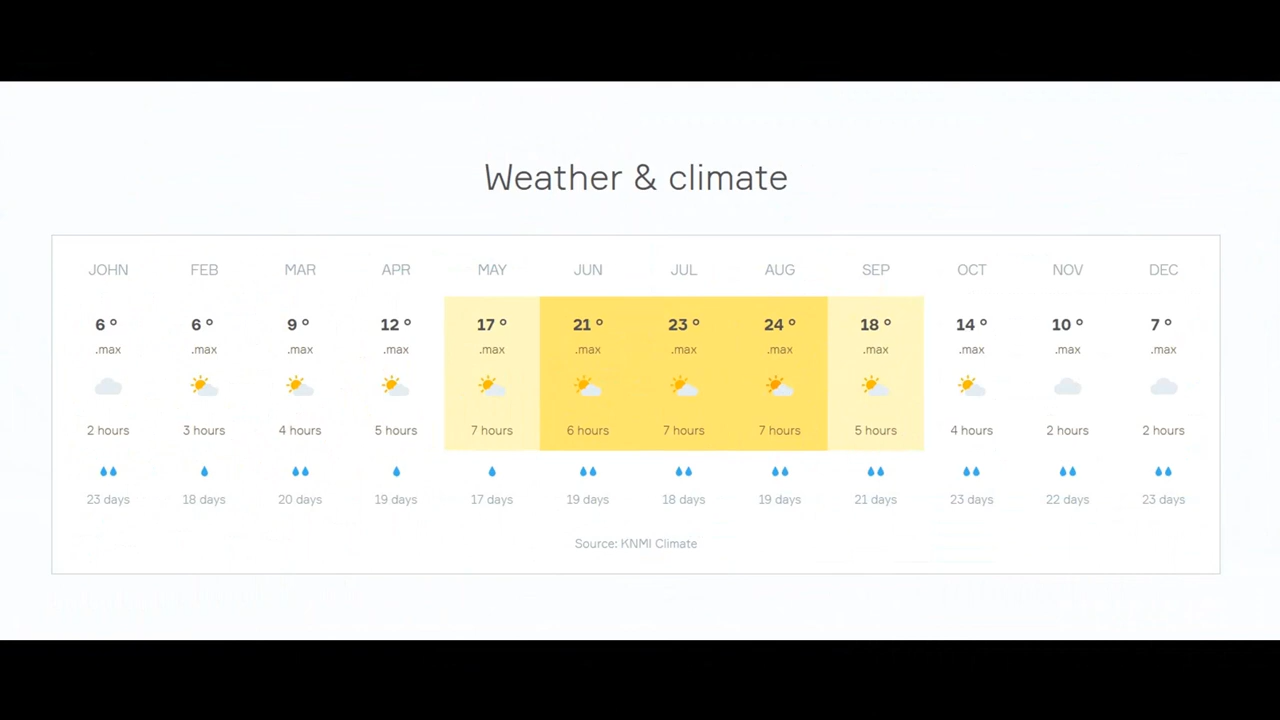 Weather & climate
JOHN FEB MAR APR MAY JUN JUL AUG SEP OCT NOV DEC
6 ° 6 ° 9 ° 12 ° 17 ° 21 ° 23 ° 24 ° 18 ° 14 ° 10 ° 7 °
.max .max .max .max .max .max .max .max .max .max .max .max
2 hours 3 hours 4 hours 5 hours 7 hours 6 hours 7 hours 7 hours 5 hours 4 hours 2 hours 2 hours
23 days 18 days 20 days 19 days 17 days 19 days 18 days 19 days 21 days 23 days 22 days 23 days
Source: KNMI Climate